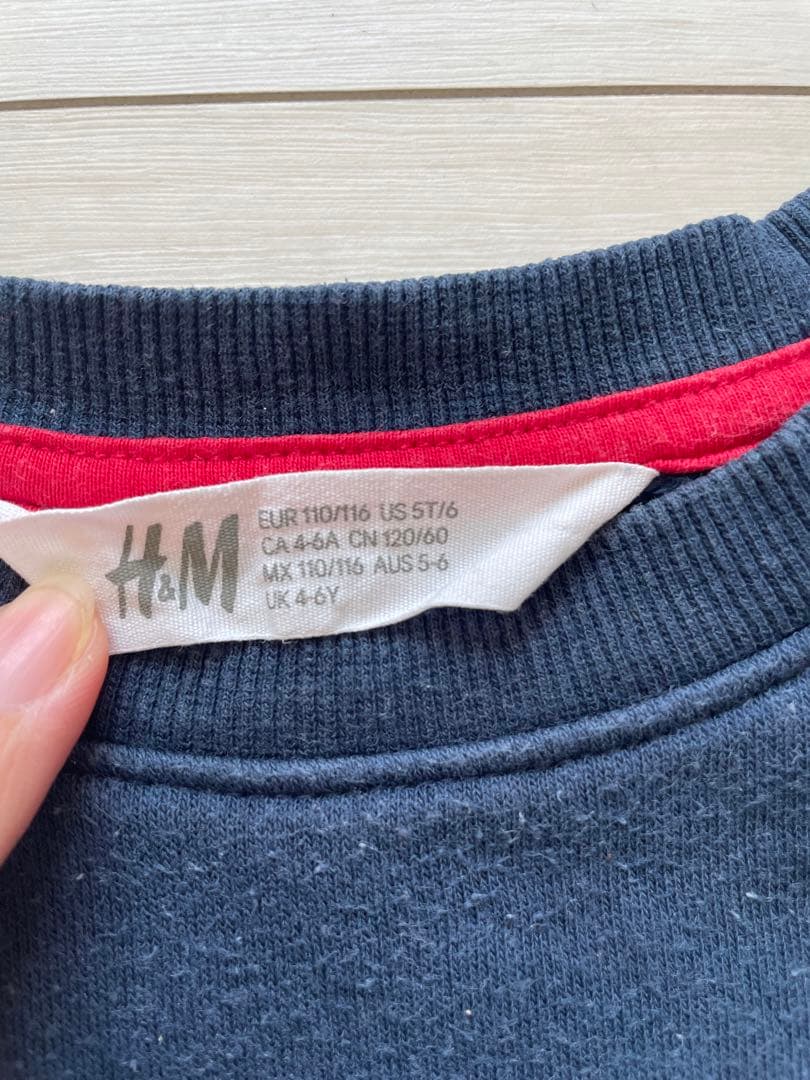 H&M
EUR 110/116 US 5T/6
CA 4-6A CN 120/60
MX 110/116 AUS 5-6
UK 4-6Y